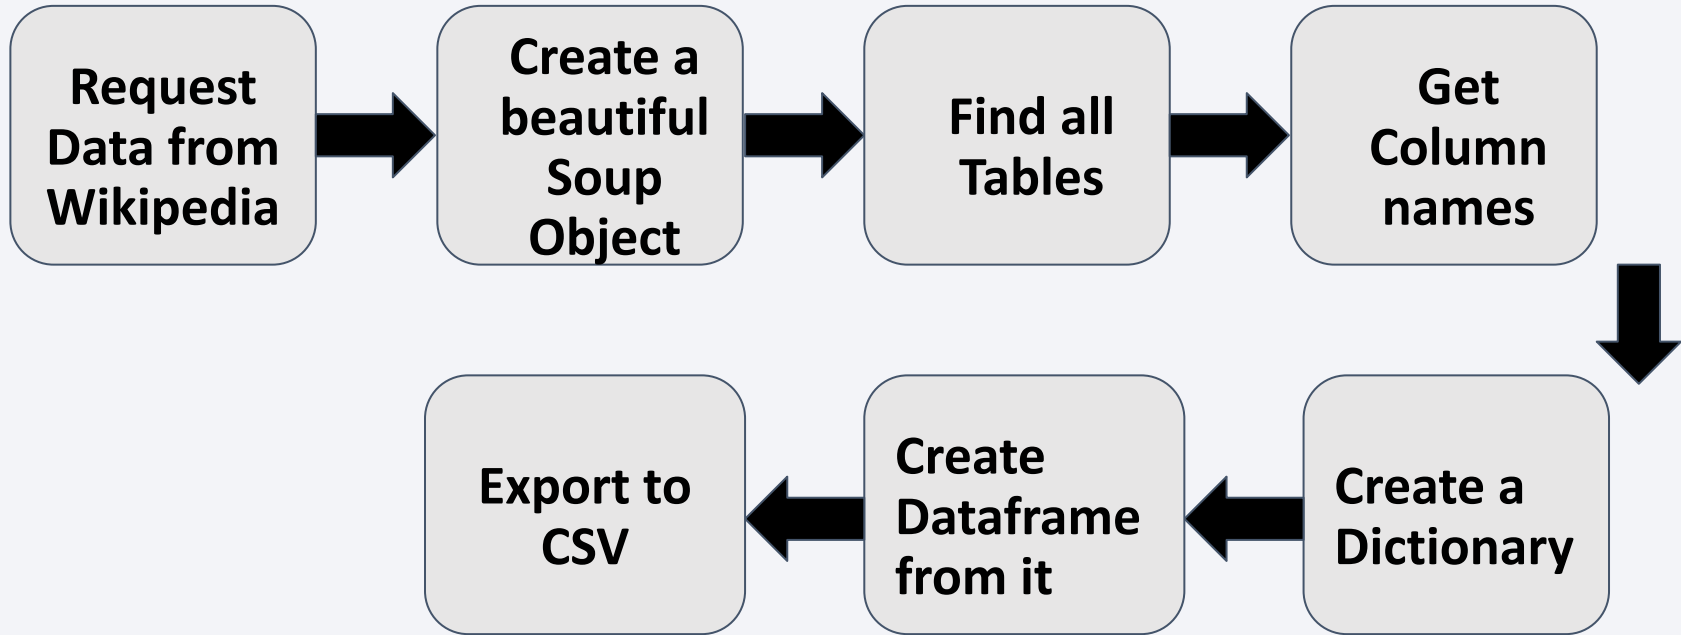 Request
Data from
Wikipedia
Create a
beautiful
Soup
Object
Find all
Tables
Get
Column
names
Create a
Dictionary
Create
Dataframe
from it
Export to
CSV